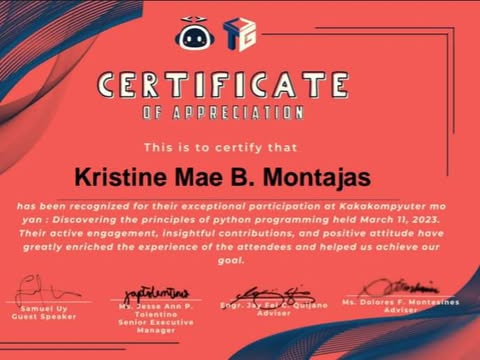 TG
CERTIFICATE
OF APPRECIATION
This is to certify that
Kristine Mae B. Montajas
has been recognized for their exceptional participation at Kakakompyuter mo
yan : Discovering the principles of python programming held March 11, 2023.
Their active engagement, insightful contributions, and positive attitude have
greatly enriched the experience of the attendees and helped us achieve our
goal.
Samuel Uy
Guest Speaker
Ms. Jesse Ann P.
Tolentino
Senior Executive
Manager
Engr. Jay Fel C. Quijano
Adviser
Ms. Dolores F. Montesines
Adviser